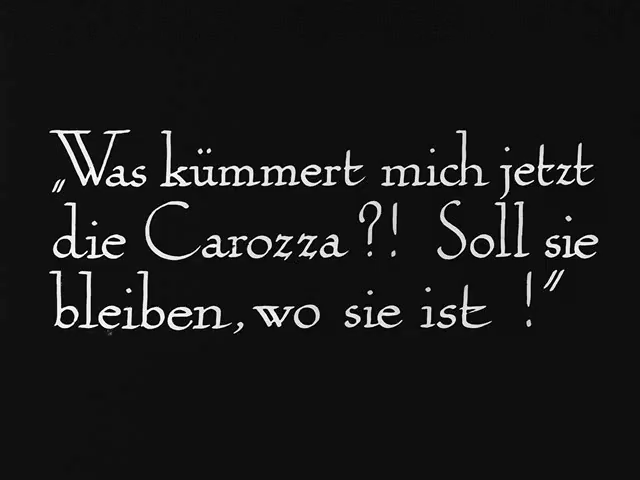 „Was kümmert mich jetzt
die Carozza?! Soll sie
bleiben, wo sie ist!"